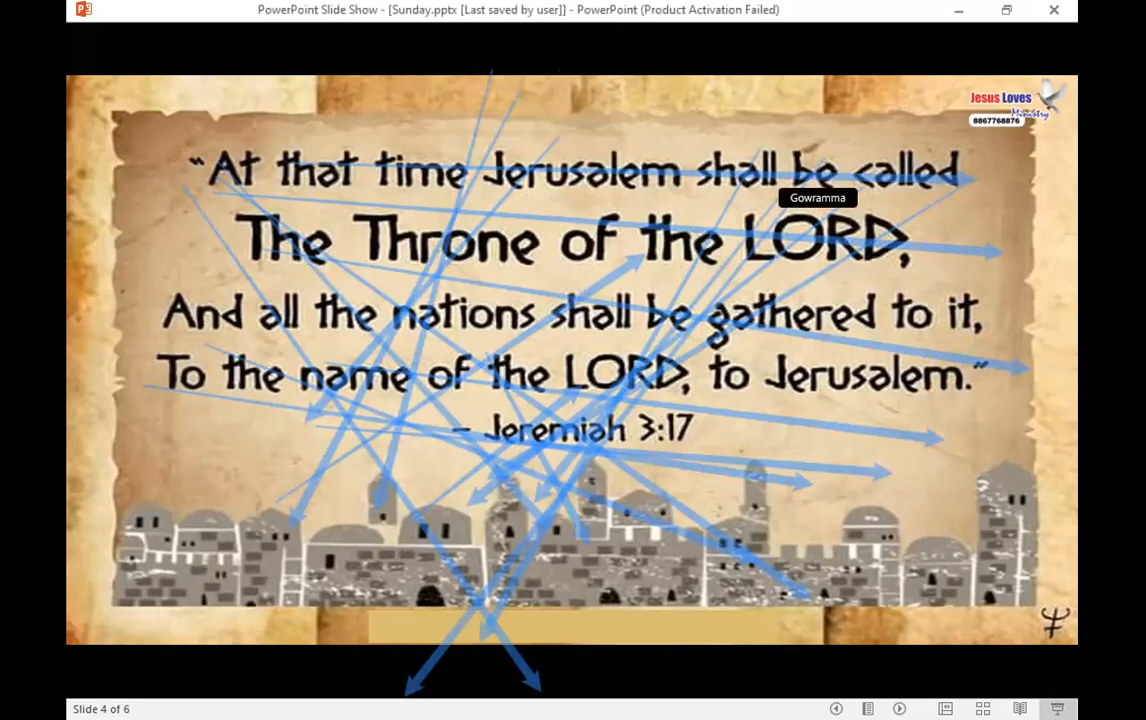 PowerPoint Slide Show - [Sunday.pptx [Last saved by user]] - PowerPoint (Product Activation Failed)
Jesus Loves
Ministry
8867768876
"At that time Jerusalem shall be called
Gowramma
The Throne of the LORD,
And all the nations shall be gathered to it,
To the name of the LORD, to Jerusalem."
- Jeremiah 3:17
Slide 4 of 6